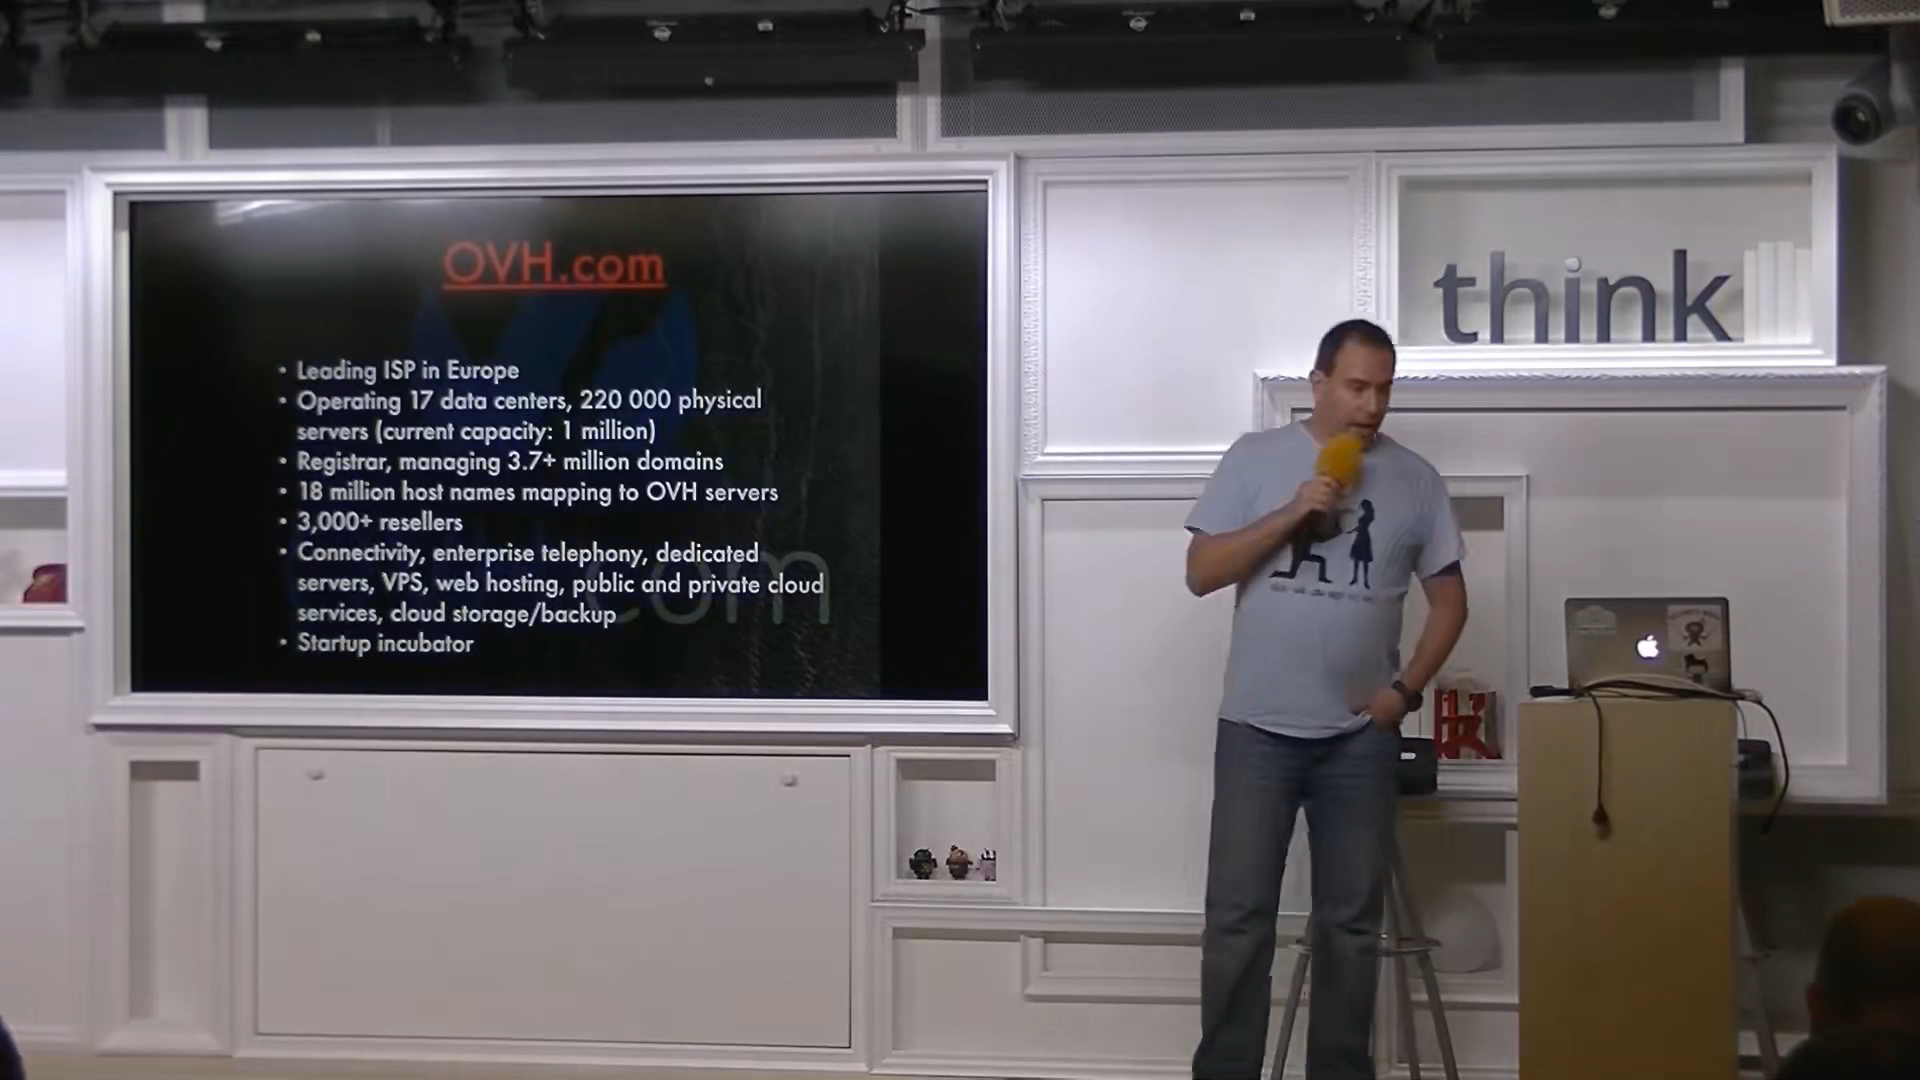 OVH.com
• Leading ISP in Europe
• Operating 17 data centers, 220 000 physical
servers (current capacity: 1 million)
• Registrar, managing 3.7+ million domains
• 18 million host names mapping to OVH servers
• 3,000+ resellers
• Connectivity, enterprise telephony, dedicated
servers, VPS, web hosting, public and private cloud
services, cloud storage/backup
• Startup incubator
.com
think